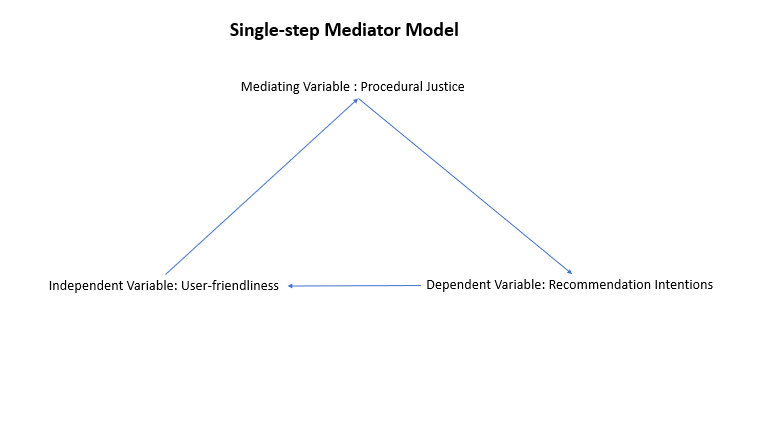 Single-step Mediator Model
Mediating Variable : Procedural Justice
Independent Variable: User-friendliness
Dependent Variable: Recommendation Intentions